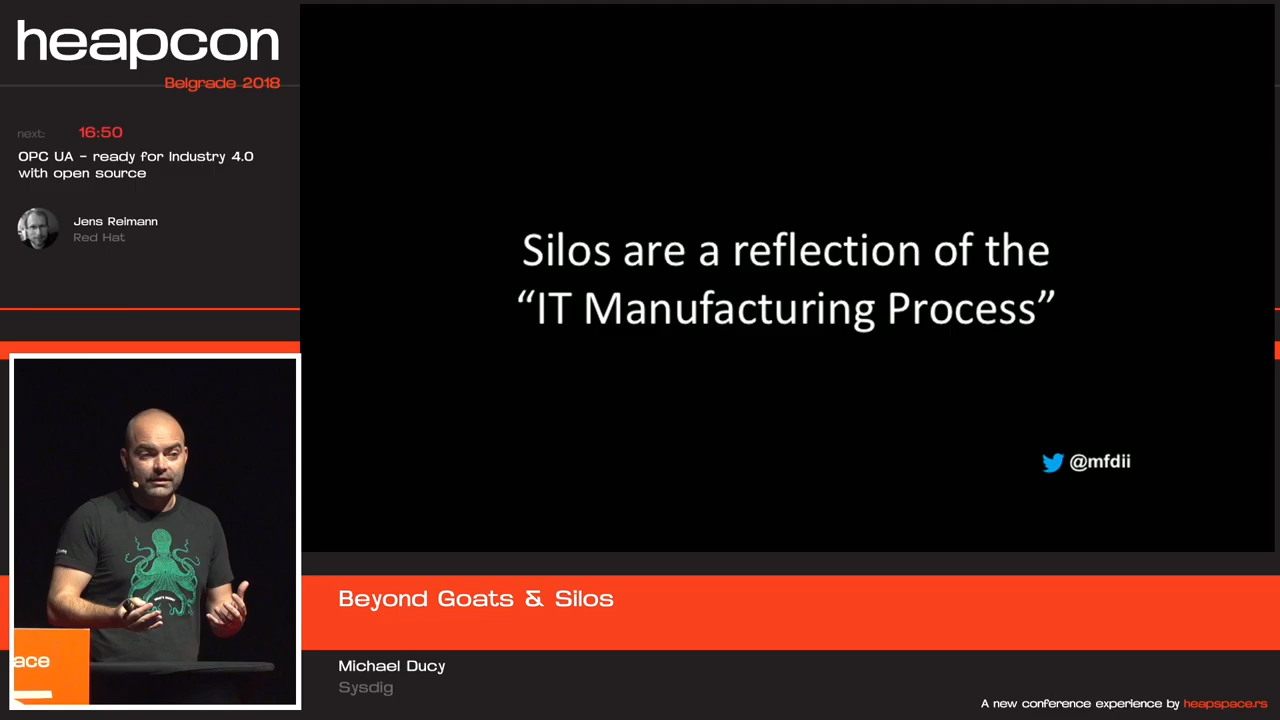 heapcon
Belgrade 2018
next: 16:50
OPC UA - ready for Industry 4.0
with open source
Jens Reimann
Red Hat
Silos are a reflection of the
“IT Manufacturing Process”
@mfdii
ace
Beyond Goats & Silos
Michael Ducy
Sysdig
A new conference experience by heapspace.rs